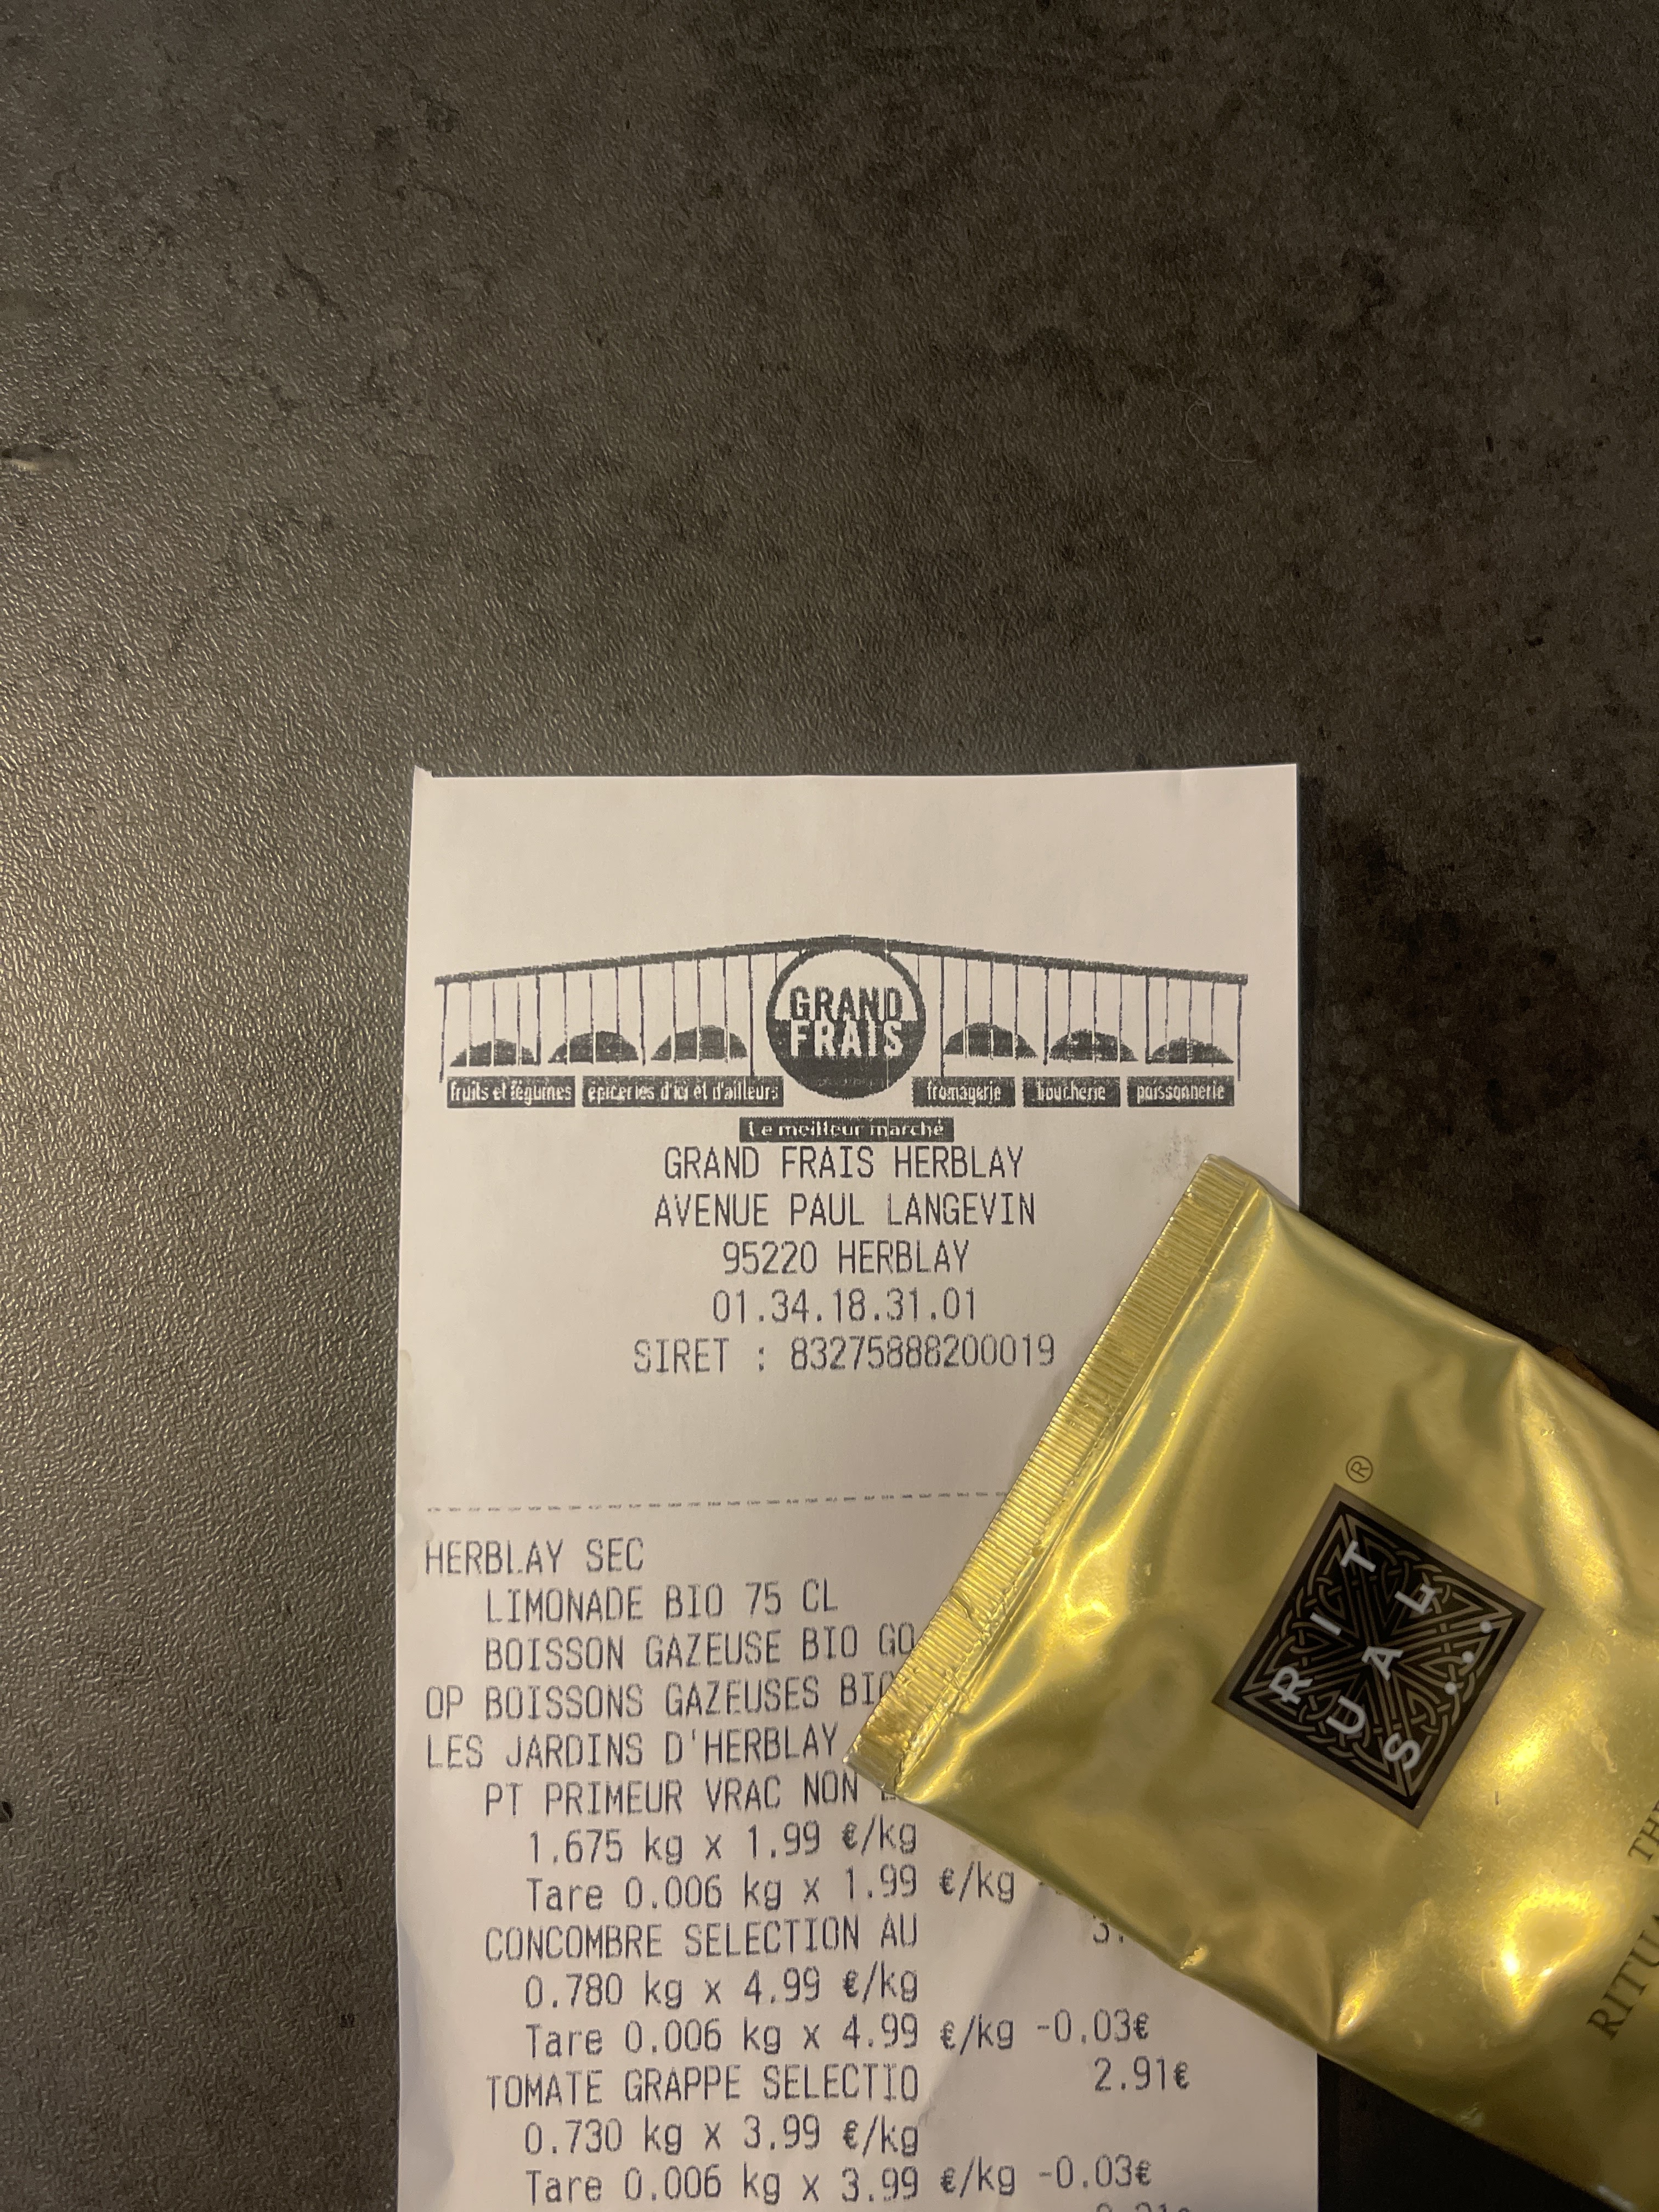 GRAND
FRAIS
fruits et légumes épiceries d'ici et d'ailleurs fromagerie boucherie poissonnerie
Le meilleur marché
GRAND FRAIS HERBLAY
AVENUE PAUL LANGEVIN
95220 HERBLAY
01.34.18.31.01
SIRET : 83275888200019
HERBLAY SEC
LIMONADE BIO 75 CL
BOISSON GAZEUSE BIO GO
OP BOISSONS GAZEUSES BIO
LES JARDINS D'HERBLAY
PT PRIMEUR VRAC NON
1.675 kg x 1.99 €/kg
Tare 0.006 kg x 1.99 €/kg -
CONCOMBRE SELECTION AU 3.
0.780 kg x 4.99 €/kg
Tare 0.006 kg x 4.99 €/kg -0.03€
TOMATE GRAPPE SELECTIO 2.91€
0.730 kg x 3.99 €/kg
Tare 0.006 kg x 3.99 €/kg -0.03€
RITUALS...®
THE
RITUA